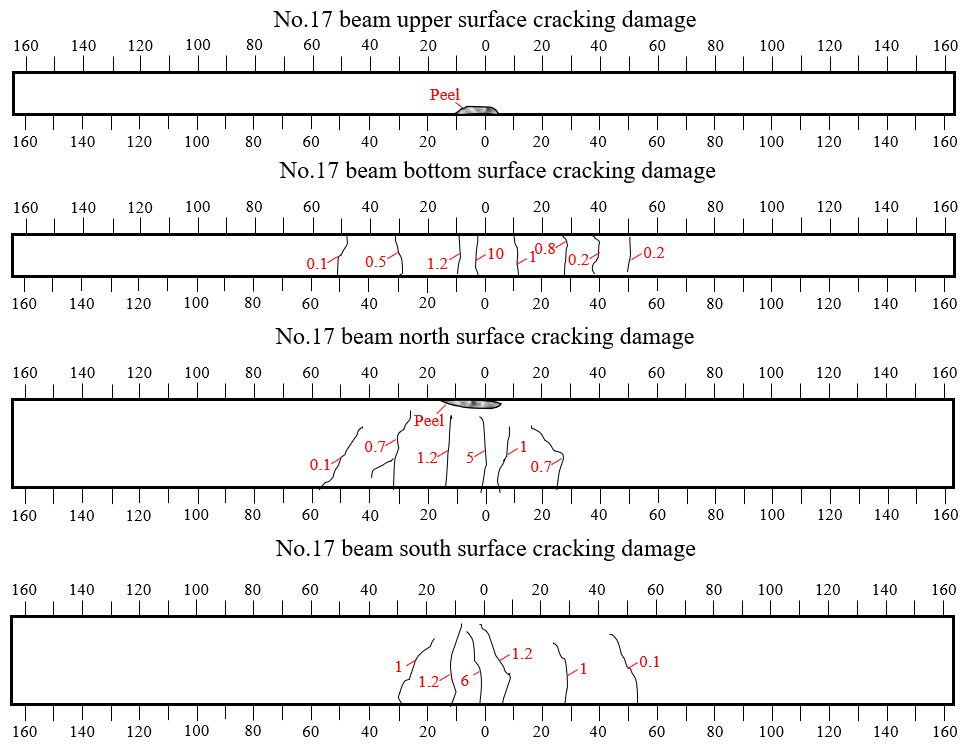 No.17 beam upper surface cracking damage
160 140 120 100 80 60 40 20 0 20 40 60 80 100 120 140 160
Peel
160 140 120 100 80 60 40 20 0 20 40 60 80 100 120 140 160
No.17 beam bottom surface cracking damage
160 140 120 100 80 60 40 20 0 20 40 60 80 100 120 140 160
0.1 0.5 1.2 10 1 0.8 0.2 0.2
160 140 120 100 80 60 40 20 0 20 40 60 80 100 120 140 160
No.17 beam north surface cracking damage
160 140 120 100 80 60 40 20 0 20 40 60 80 100 120 140 160
Peel
0.1 0.7 1.2 5 1 0.7
160 140 120 100 80 60 40 20 0 20 40 60 80 100 120 140 160
No.17 beam south surface cracking damage
160 140 120 100 80 60 40 20 0 20 40 60 80 100 120 140 160
1 1.2 6 1.2 1 0.1
160 140 120 100 80 60 40 20 0 20 40 60 80 100 120 140 160